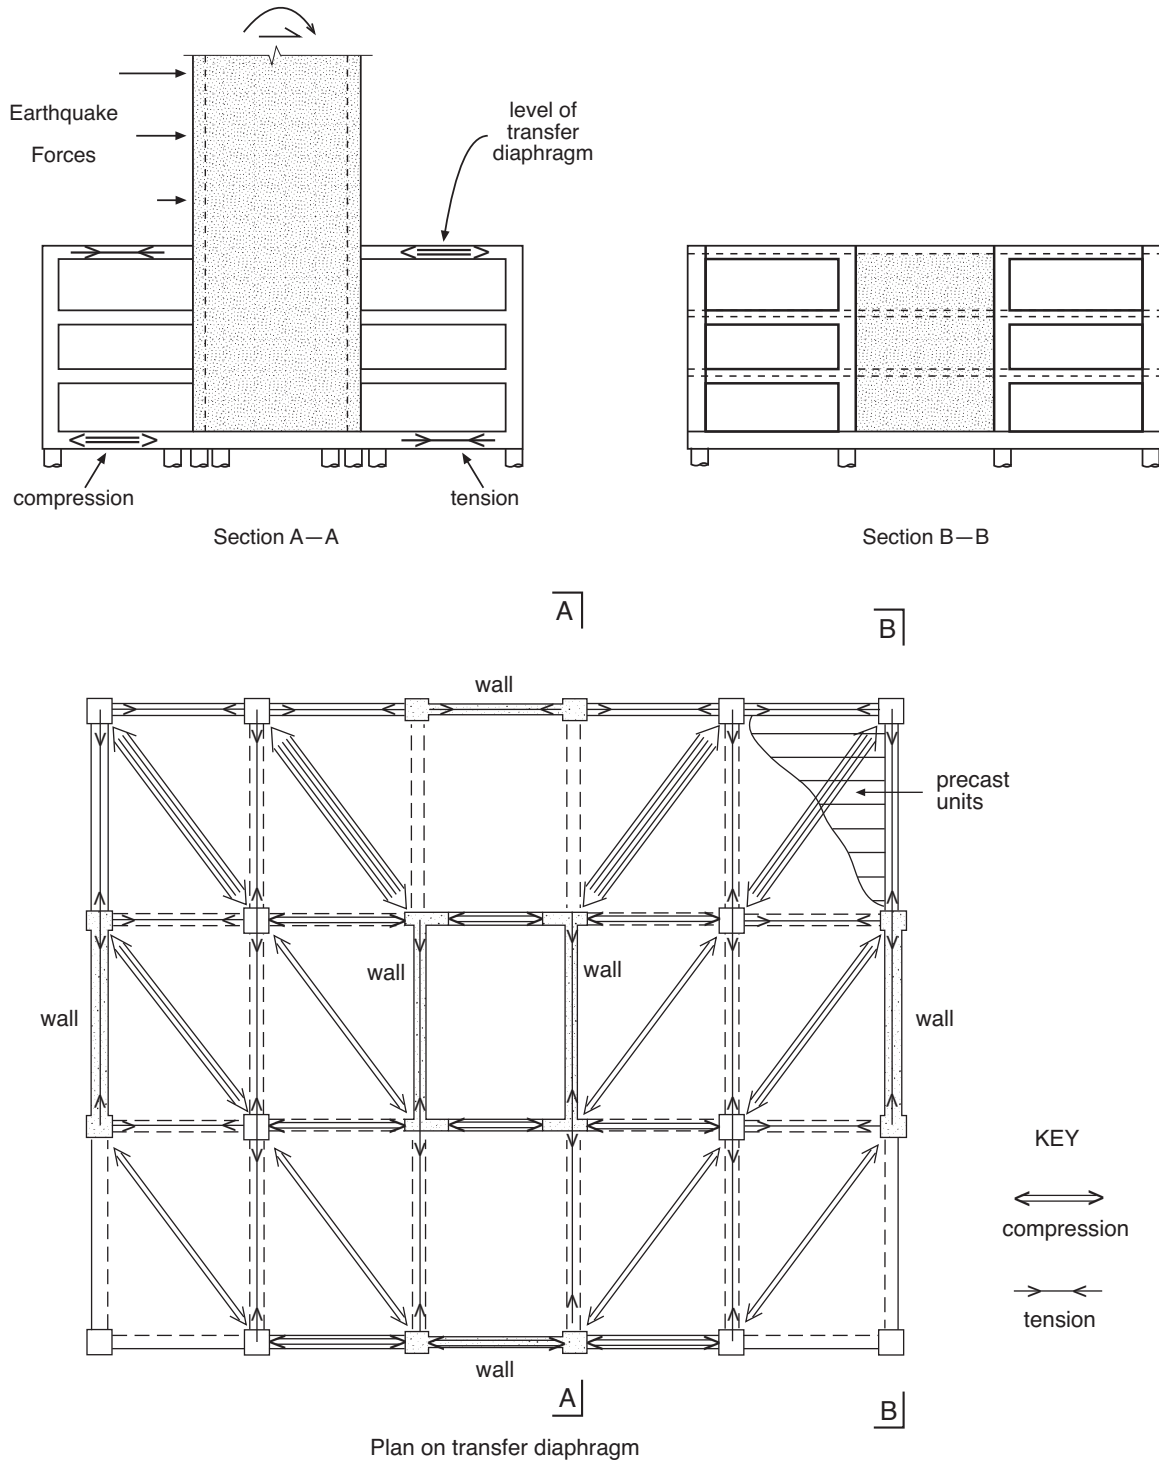 Earthquake
Forces
level of
transfer
diaphragm
compression
tension
Section A—A
Section B—B
A
B
wall
precast
units
wall
wall
wall
wall
KEY
compression
tension
wall
A
B
Plan on transfer diaphragm